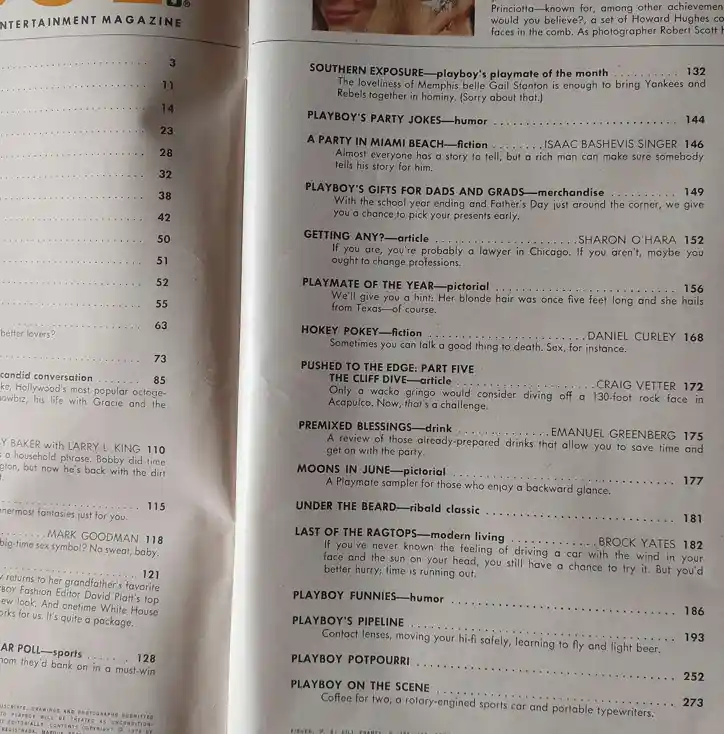 NTERTAINMENT MAGAZINE
3
11
14
23
28
32
38
42
50
51
52
55
63
better lovers?
73
candid conversation 85
ke, Hollywood's most popular octoge-
owbiz, his life with Gracie and the
Y BAKER with LARRY L. KING 110
a household phrase. Bobby did time
gton, but now he's back with the dirt
115
nermost fantasies just for you.
MARK GOODMAN 118
big-time sex symbol? No sweat, baby.
121
returns to her grandfather's favorite
BOY Fashion Editor David Platt's top
ew look. And onetime White House
orks for us. It's quite a package.
AR POLL—sports 128
hom they'd bank on in a must-win
Princiotta—known for, among other achievemen
would you believe?, a set of Howard Hughes co
faces in the comb. As photographer Robert Scott H
SOUTHERN EXPOSURE—playboy's playmate of the month 132
The loveliness of Memphis belle Gail Stanton is enough to bring Yankees and
Rebels together in hominy. (Sorry about that.)
PLAYBOY'S PARTY JOKES—humor 144
A PARTY IN MIAMI BEACH—fiction ISAAC BASHEVIS SINGER 146
Almost everyone has a story to tell, but a rich man can make sure somebody
tells his story for him.
PLAYBOY'S GIFTS FOR DADS AND GRADS—merchandise 149
With the school year ending and Father's Day just around the corner, we give
you a chance to pick your presents early.
GETTING ANY?—article SHARON O'HARA 152
If you are, you're probably a lawyer in Chicago. If you aren't, maybe you
ought to change professions.
PLAYMATE OF THE YEAR—pictorial 156
We'll give you a hint: Her blonde hair was once five feet long and she hails
from Texas—of course.
HOKEY POKEY—fiction DANIEL CURLEY 168
Sometimes you can talk a good thing to death. Sex, for instance.
PUSHED TO THE EDGE: PART FIVE
THE CLIFF DIVE—article CRAIG VETTER 172
Only a wacko gringo would consider diving off a 130-foot rock face in
Acapulco. Now, that's a challenge.
PREMIXED BLESSINGS—drink EMANUEL GREENBERG 175
A review of those already-prepared drinks that allow you to save time and
get on with the party.
MOONS IN JUNE—pictorial 177
A Playmate sampler for those who enjoy a backward glance.
UNDER THE BEARD—ribald classic 181
LAST OF THE RAGTOPS—modern living BROCK YATES 182
If you've never known the feeling of driving a car with the wind in your
face and the sun on your head, you still have a chance to try it. But you'd
better hurry; time is running out.
PLAYBOY FUNNIES—humor 186
PLAYBOY'S PIPELINE 193
Contact lenses, moving your hi-fi safely, learning to fly and light beer.
PLAYBOY POTPOURRI 252
PLAYBOY ON THE SCENE 273
Coffee for two, a rotary-engined sports car and portable typewriters.